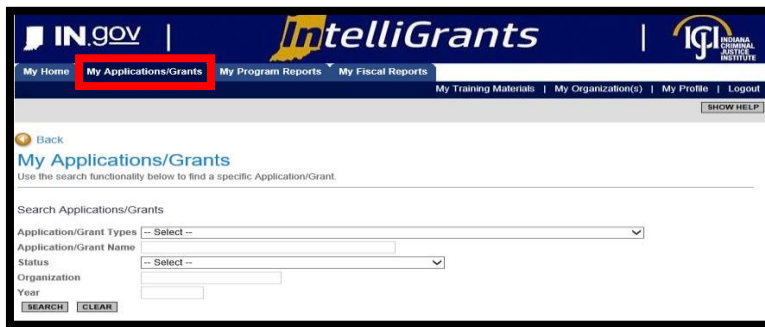 IN.gov | IntelliGrants | ICJI INDIANA CRIMINAL JUSTICE INSTITUTE
My Home My Applications/Grants My Program Reports My Fiscal Reports
My Training Materials | My Organization(s) | My Profile | Logout
SHOW HELP
Back
My Applications/Grants
Use the search functionality below to find a specific Application/Grant.
Search Applications/Grants
Application/Grant Types -- Select --
Application/Grant Name
Status -- Select --
Organization
Year
SEARCH CLEAR